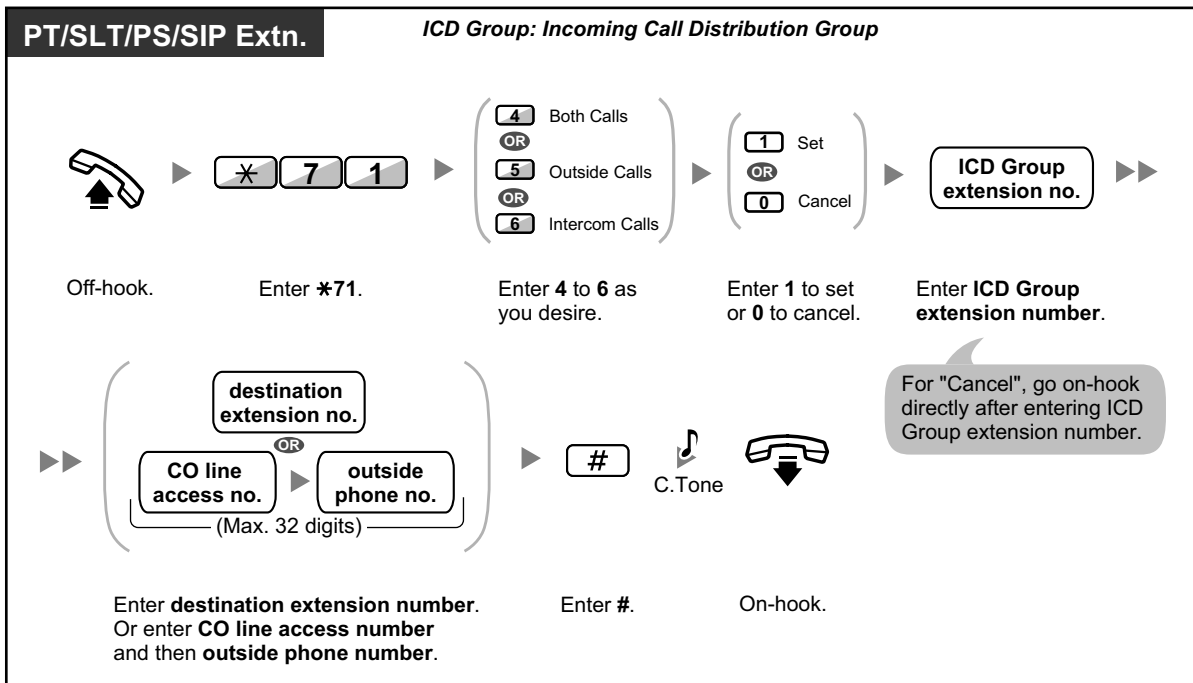 PT/SLT/PS/SIP Extn.
ICD Group: Incoming Call Distribution Group
4 Both Calls
OR
5 Outside Calls
OR
6 Intercom Calls
1 Set
OR
0 Cancel
✱ 7 1
ICD Group
extension no.
Off-hook.
Enter ✱71.
Enter 4 to 6 as
you desire.
Enter 1 to set
or 0 to cancel.
Enter ICD Group
extension number.
For "Cancel", go on-hook
directly after entering ICD
Group extension number.
destination
extension no.
OR
CO line
access no.
outside
phone no.
(Max. 32 digits)
#
C.Tone
Enter destination extension number.
Or enter CO line access number
and then outside phone number.
Enter #.
On-hook.